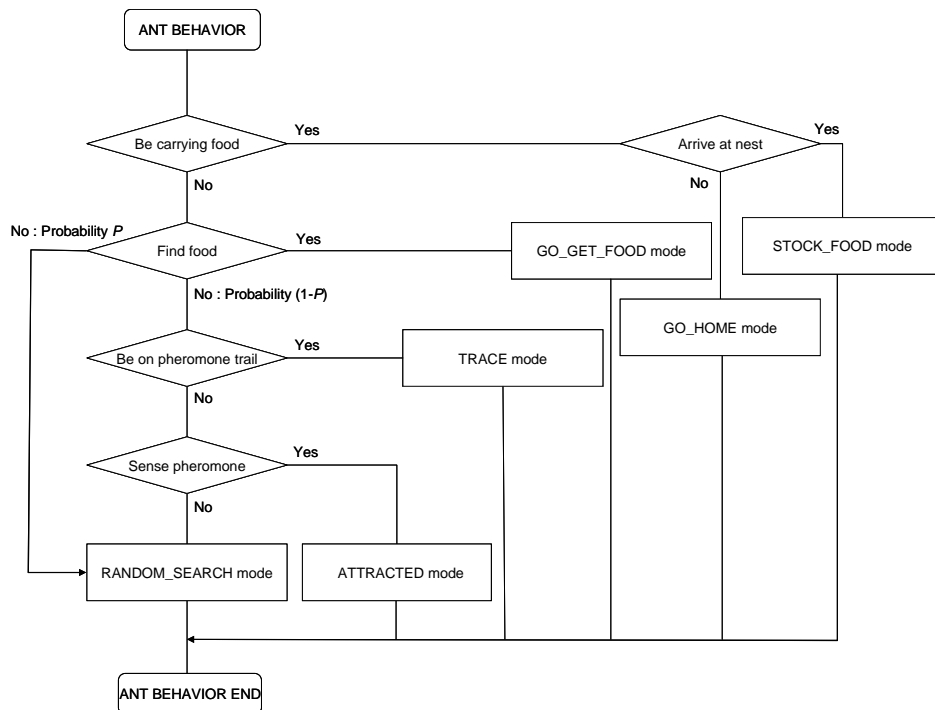 ANT BEHAVIOR
Be carrying food
Yes
Arrive at nest
Yes
No
No
No : Probability P
Find food
Yes
GO_GET_FOOD mode
STOCK_FOOD mode
No : Probability (1-P)
GO_HOME mode
Be on pheromone trail
Yes
TRACE mode
No
Sense pheromone
Yes
No
RANDOM_SEARCH mode
ATTRACTED mode
ANT BEHAVIOR END